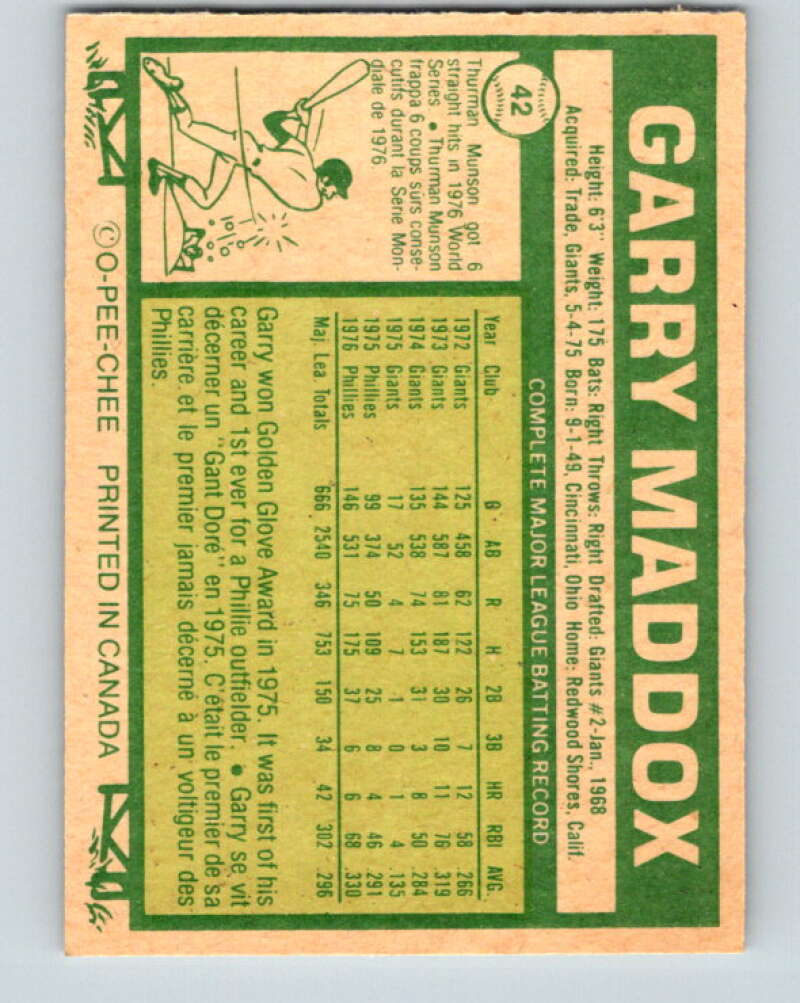 GARRY MADDOX
Height: 6'3" Weight: 175 Bats: Right Throws: Right Drafted: Giants #2-Jan., 1968
Acquired: Trade, Giants, 5-4-75 Born: 9-1-49, Cincinnati, Ohio Home: Redwood Shores, Calif.
42
Thurman Munson got 6
straight hits in 1976 World
Series. • Thurman Munson
frappa 6 coups sûrs consé-
cutifs durant la Série Mon-
diale de 1976.
COMPLETE MAJOR LEAGUE BATTING RECORD
Year Club G AB R H 2B 3B HR RBI AVG.
1972 Giants 125 458 62 122 26 7 12 58 .266
1973 Giants 144 587 81 187 30 10 11 76 .319
1974 Giants 135 538 74 153 31 3 8 50 .284
1975 Giants 17 52 4 7 1 0 1 4 .135
1975 Phillies 99 374 50 109 25 8 4 46 .291
1976 Phillies 146 531 75 175 37 6 6 68 .330
Maj. Lea. Totals 666 2540 346 753 150 34 42 302 .296
Garry won Golden Glove Award in 1975. It was first of his
career and 1st ever for a Phillie outfielder. • Garry se vit
décerner un "Gant Doré" en 1975. C'était le premier de sa
carrière et le premier jamais décerné à un voltigeur des
Phillies.
©O-PEE-CHEE PRINTED IN CANADA